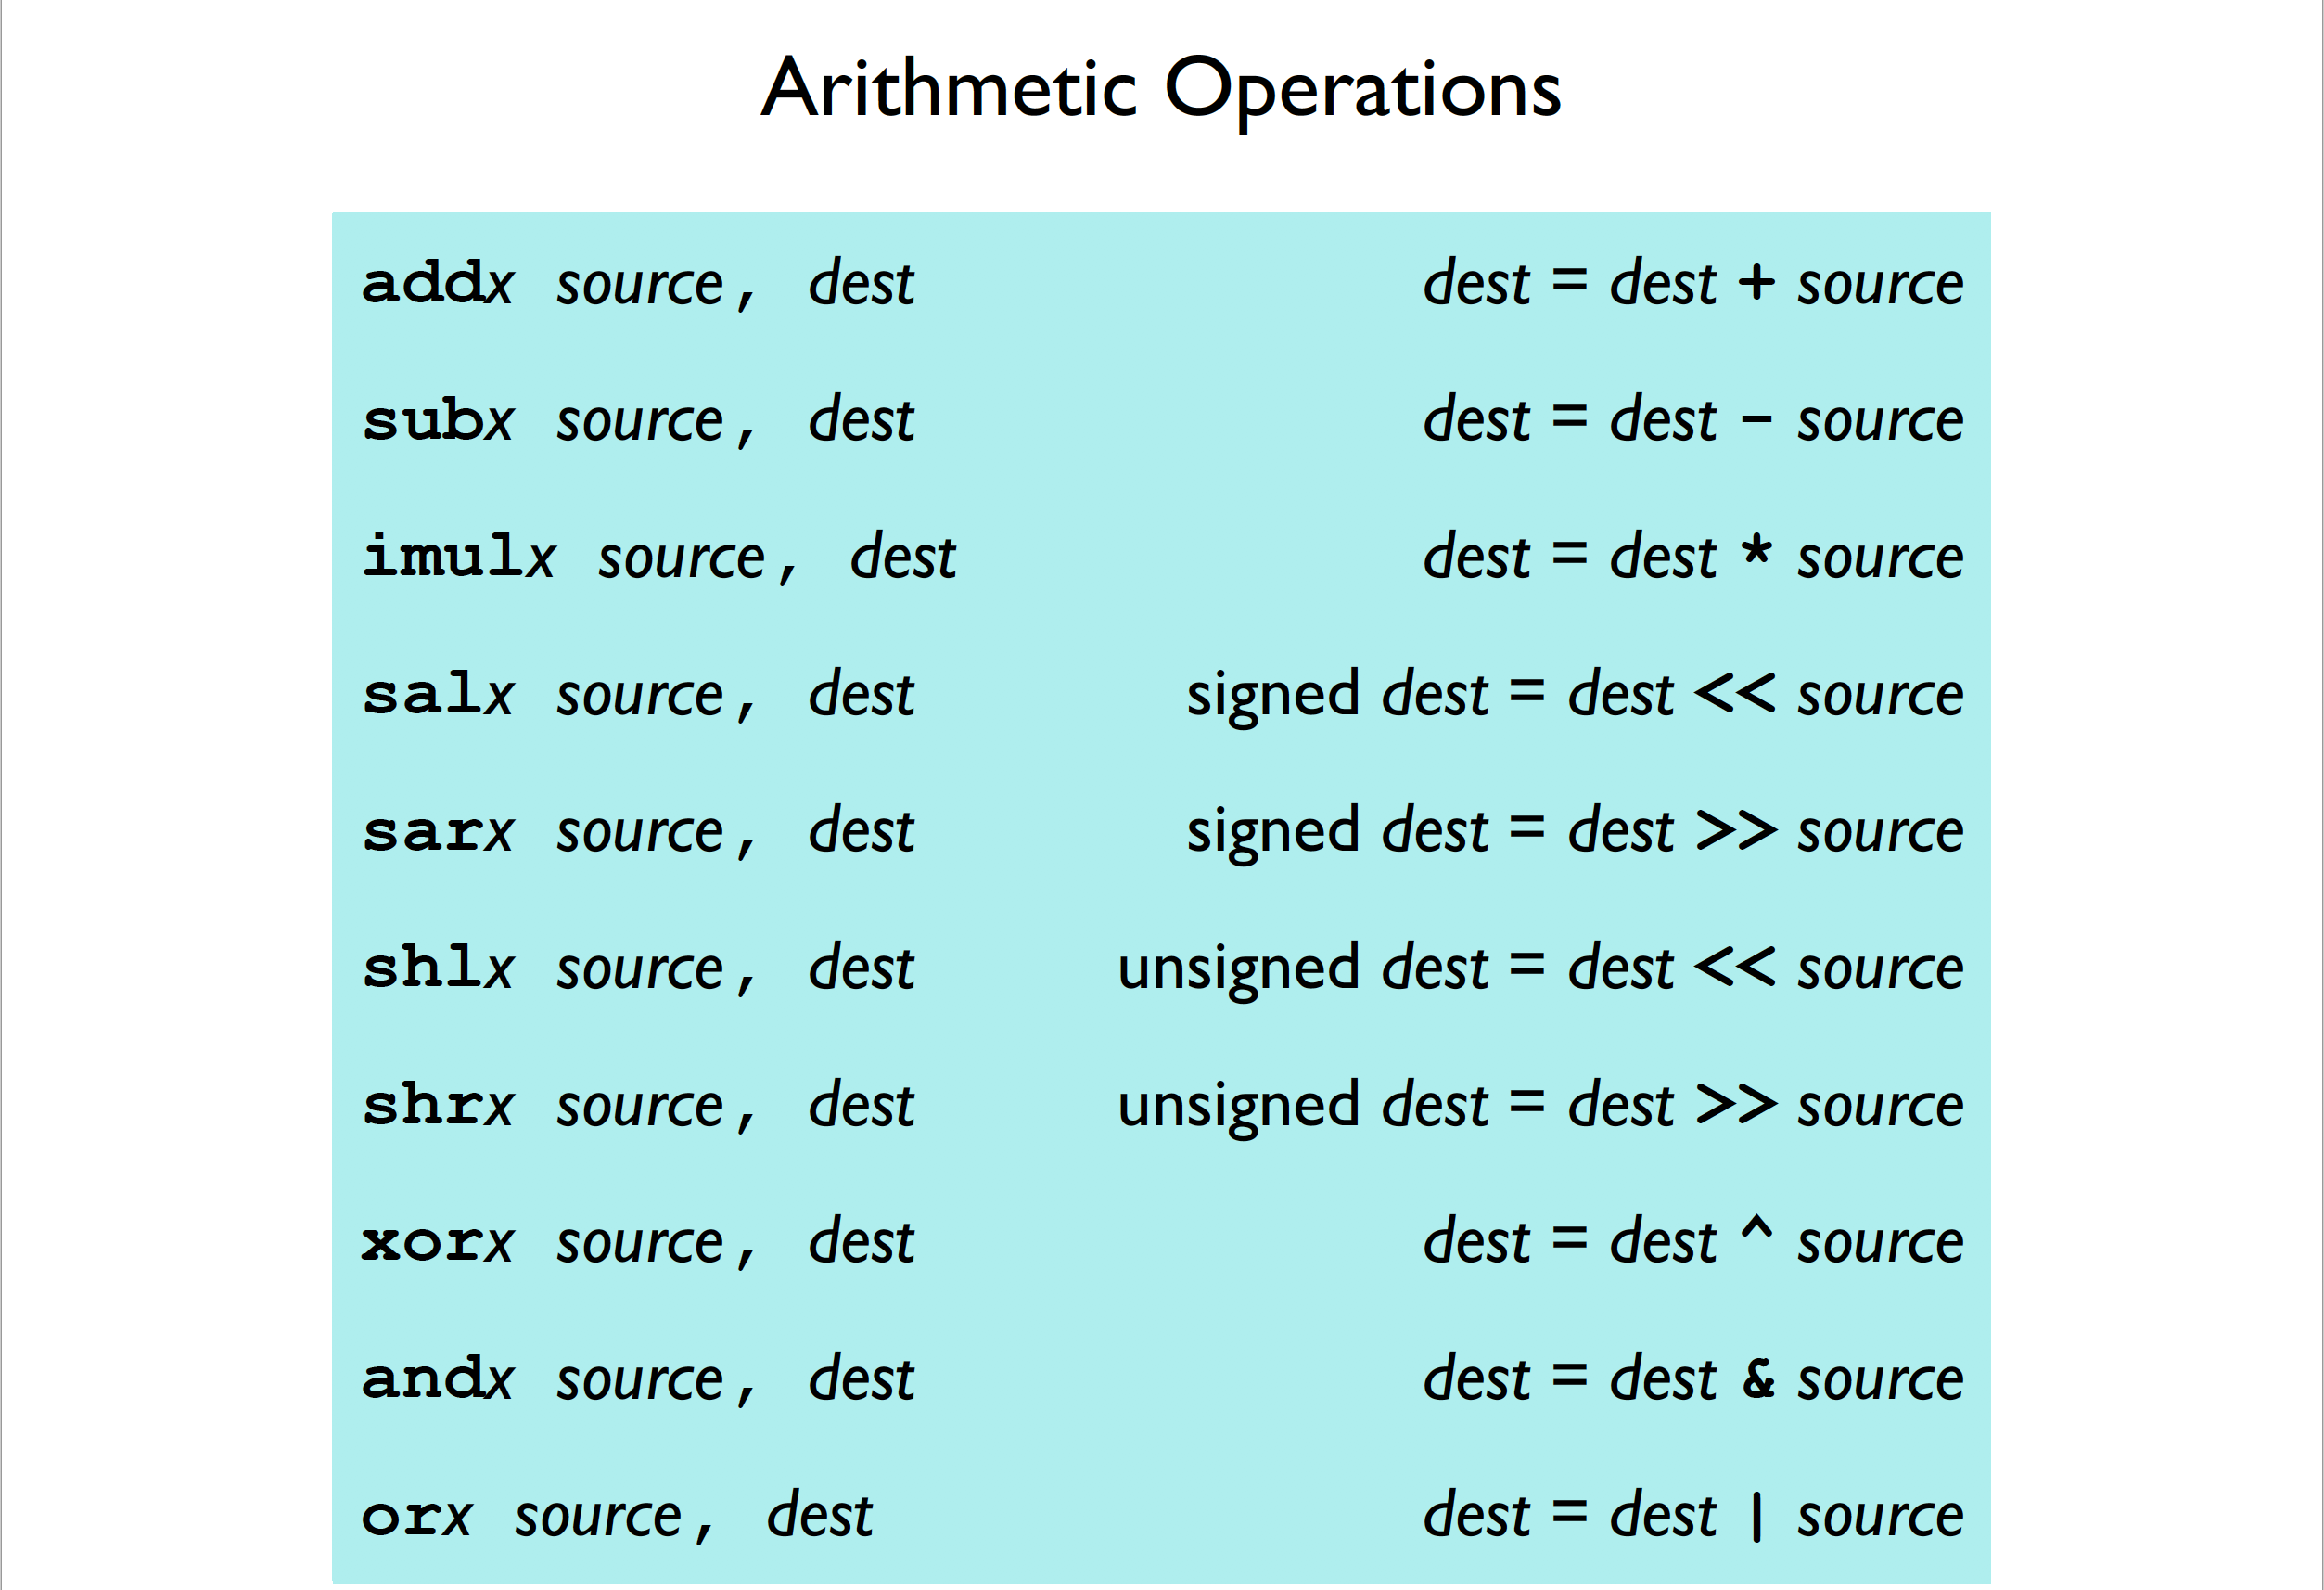 Arithmetic Operations
addx source, dest dest = dest + source
subx source, dest dest = dest - source
imulx source, dest dest = dest * source
salx source, dest signed dest = dest << source
sarx source, dest signed dest = dest >> source
shlx source, dest unsigned dest = dest << source
shrx source, dest unsigned dest = dest >> source
xorx source, dest dest = dest ^ source
andx source, dest dest = dest & source
orx source, dest dest = dest | source